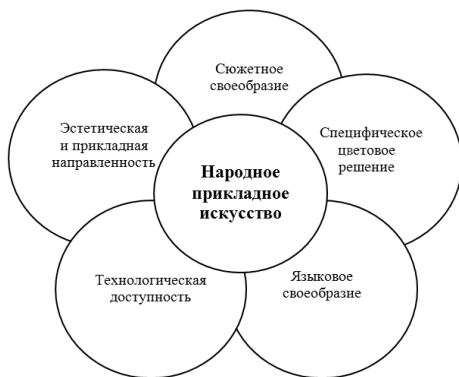 Сюжетное
своеобразие
Эстетическая
и прикладная
направленность
Специфическое
цветовое
решение
Народное
прикладное
искусство
Технологическая
доступность
Языковое
своеобразие